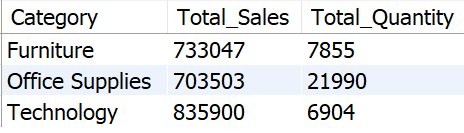 Category Total_Sales Total_Quantity
Furniture 733047 7855
Office Supplies 703503 21990
Technology 835900 6904